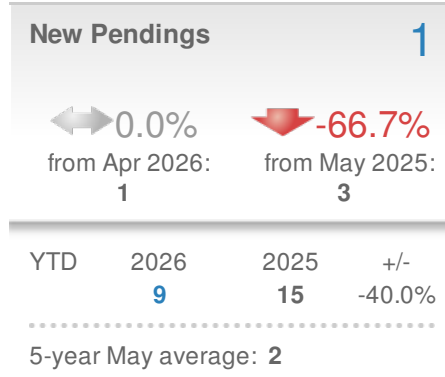 New Pendings 1
0.0% -66.7%
from Apr 2026: from May 2025:
1 3
YTD 2026 2025 +/-
9 15 -40.0%
5-year May average: 2